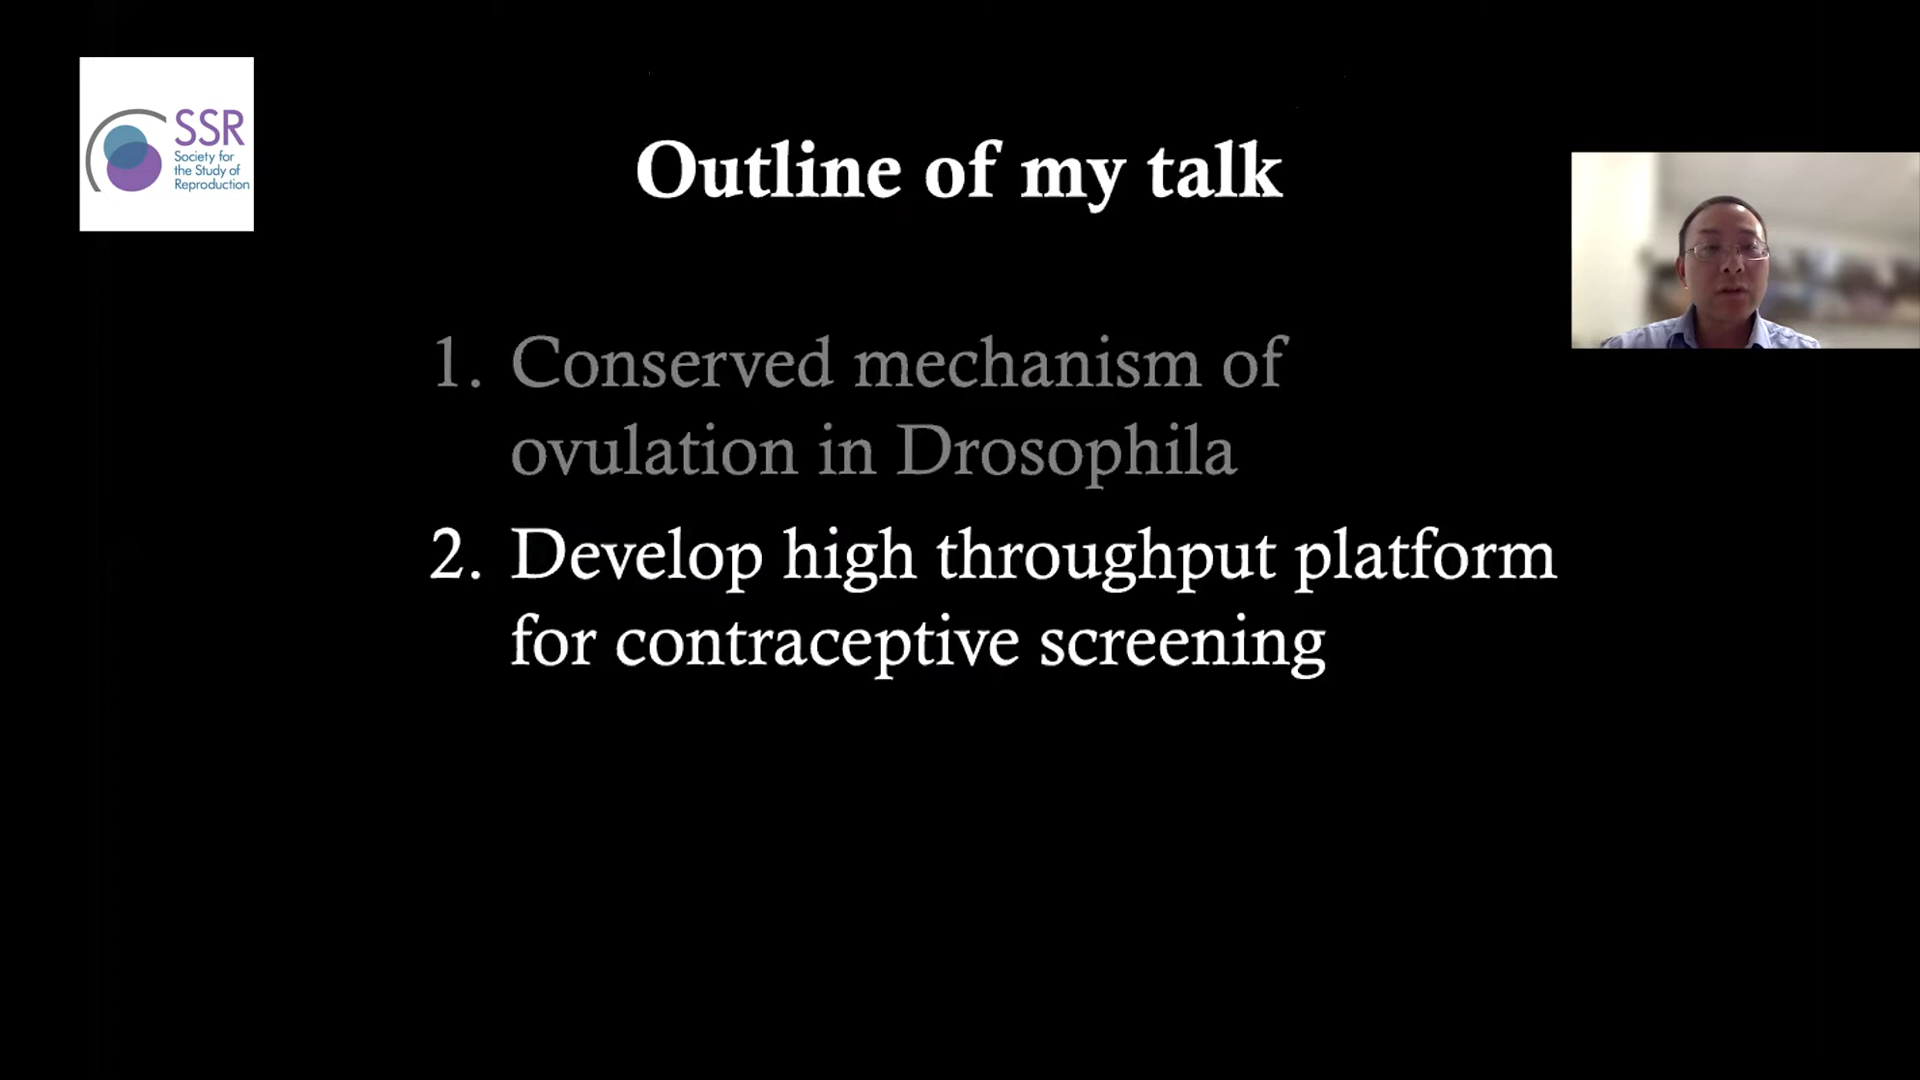 SSR
Society for
the Study of
Reproduction
Outline of my talk
1. Conserved mechanism of
ovulation in Drosophila
2. Develop high throughput platform
for contraceptive screening